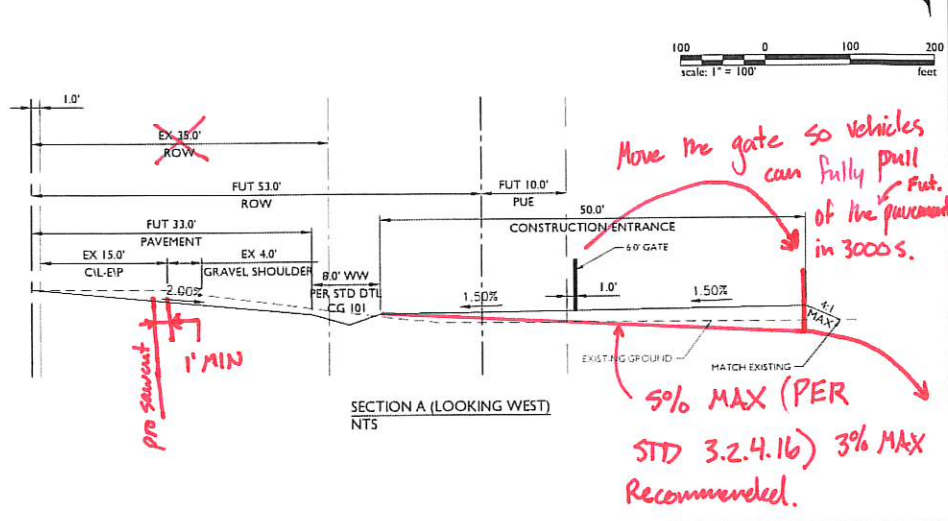 100 0 100 200
scale: 1" = 100' feet
1.0'
EX 35.0'
ROW
FUT 53.0'
ROW
FUT 10.0'
PUE
FUT 33.0'
PAVEMENT
50.0'
CONSTRUCTION ENTRANCE
EX 15.0'
C\L-E\P
EX 4.0'
GRAVEL SHOULDER
8.0' WW
PER STD DTL
CG 101
2.00%
1.50%
6.0' GATE
1.0'
1.50%
4:1
MAX
EXISTING GROUND
MATCH EXISTING
SECTION A (LOOKING WEST)
NTS
Move the gate so vehicles
can fully pull
Fut.
of the pavement
in 3000 s.
pro sawcut
1' MIN
5% MAX (PER
STD 3.2.4.16) 3% MAX
Recommended.